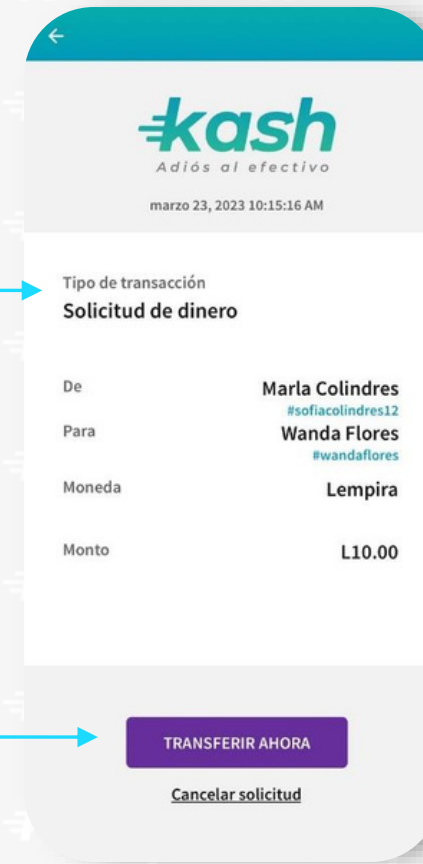 kash
Adiós al efectivo
marzo 23, 2023 10:15:16 AM
Tipo de transacción
Solicitud de dinero
De Marla Colindres
#sofiacolindres12
Para Wanda Flores
#wandaflores
Moneda Lempira
Monto L10.00
TRANSFERIR AHORA
Cancelar solicitud